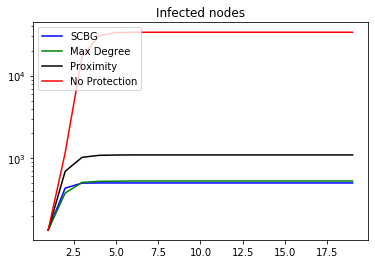 Infected nodes
SCBG
Max Degree
Proximity
No Protection
10⁴
10³
2.5 5.0 7.5 10.0 12.5 15.0 17.5